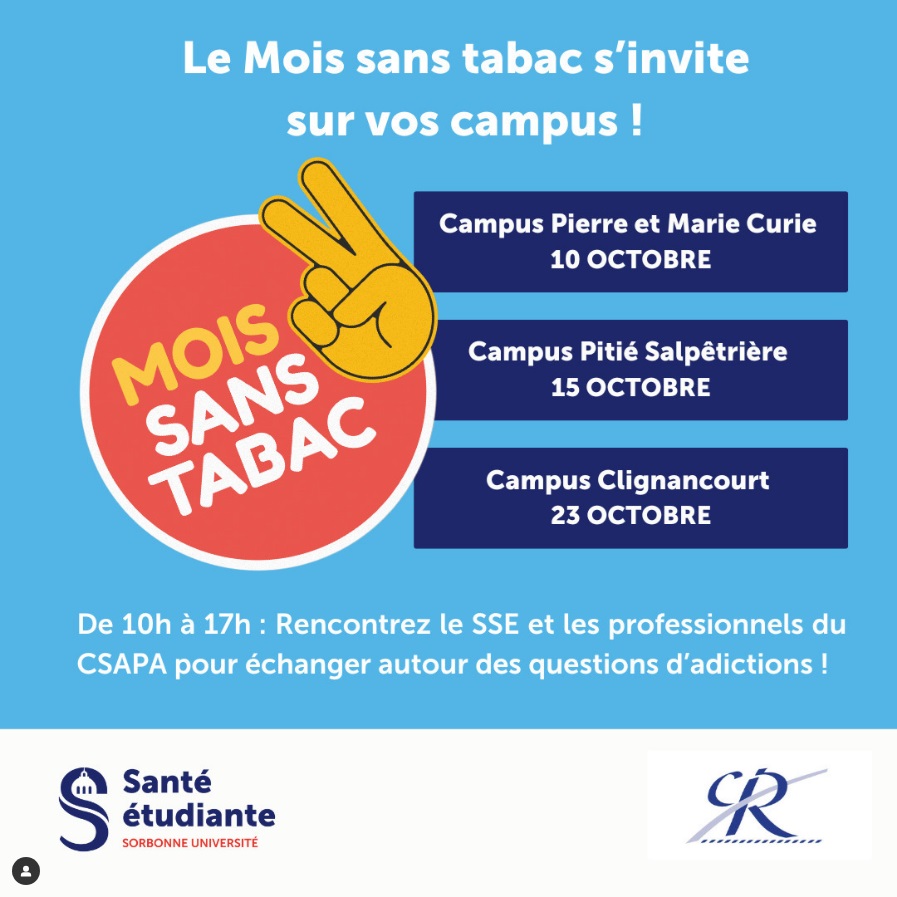 Le Mois sans tabac s’invite
sur vos campus !
MOIS
SANS
TABAC
Campus Pierre et Marie Curie
10 OCTOBRE
Campus Pitié Salpêtrière
15 OCTOBRE
Campus Clignancourt
23 OCTOBRE
De 10h à 17h : Rencontrez le SSE et les professionnels du
CSAPA pour échanger autour des questions d’adictions !
Santé
étudiante
SORBONNE UNIVERSITÉ
CR